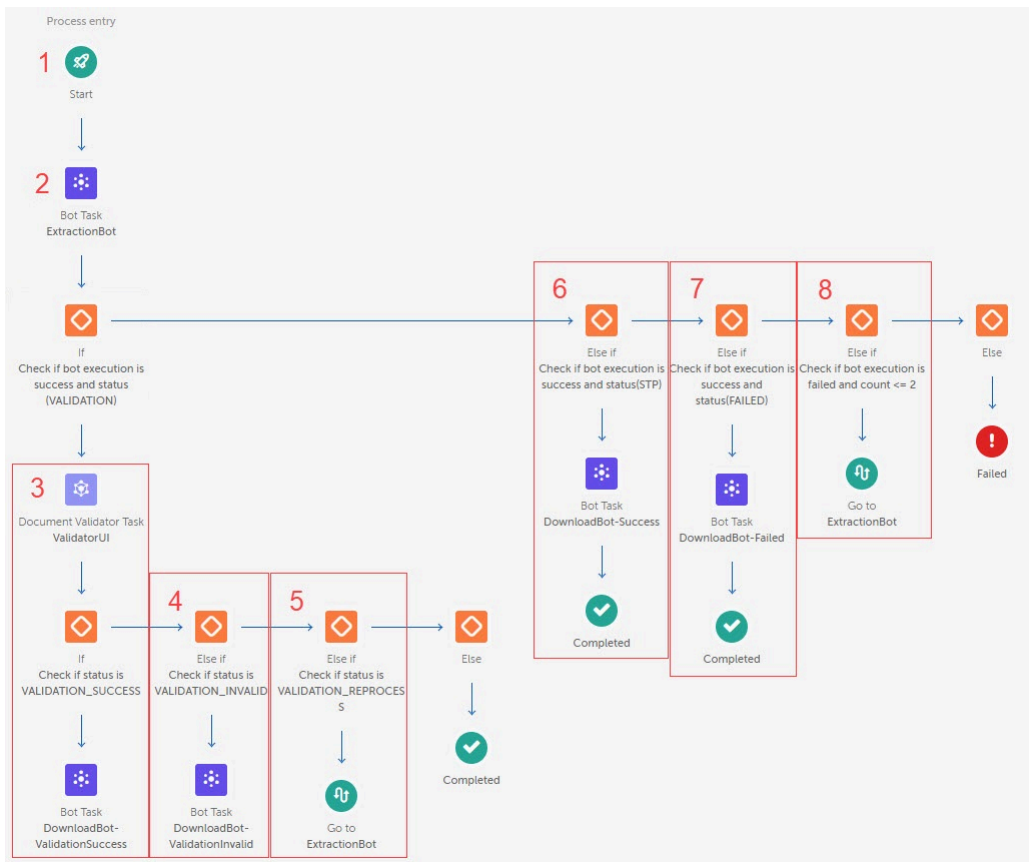 Process entry
1
Start
2
Bot Task
ExtractionBot
If
Check if bot execution is
success and status
(VALIDATION)
6
Else if
Check if bot execution is
success and status(STP)
Bot Task
DownloadBot-Success
Completed
7
Else if
Check if bot execution is
success and
status(FAILED)
Bot Task
DownloadBot-Failed
Completed
8
Else if
Check if bot execution is
failed and count <= 2
Go to
ExtractionBot
Else
Failed
3
Document Validator Task
ValidatorUI
If
Check if status is
VALIDATION_SUCCESS
Bot Task
DownloadBot-
ValidationSuccess
4
Else if
Check if status is
VALIDATION_INVALID
Bot Task
DownloadBot-
ValidationInvalid
5
Else if
Check if status is
VALIDATION_REPROCES
S
Go to
ExtractionBot
Else
Completed